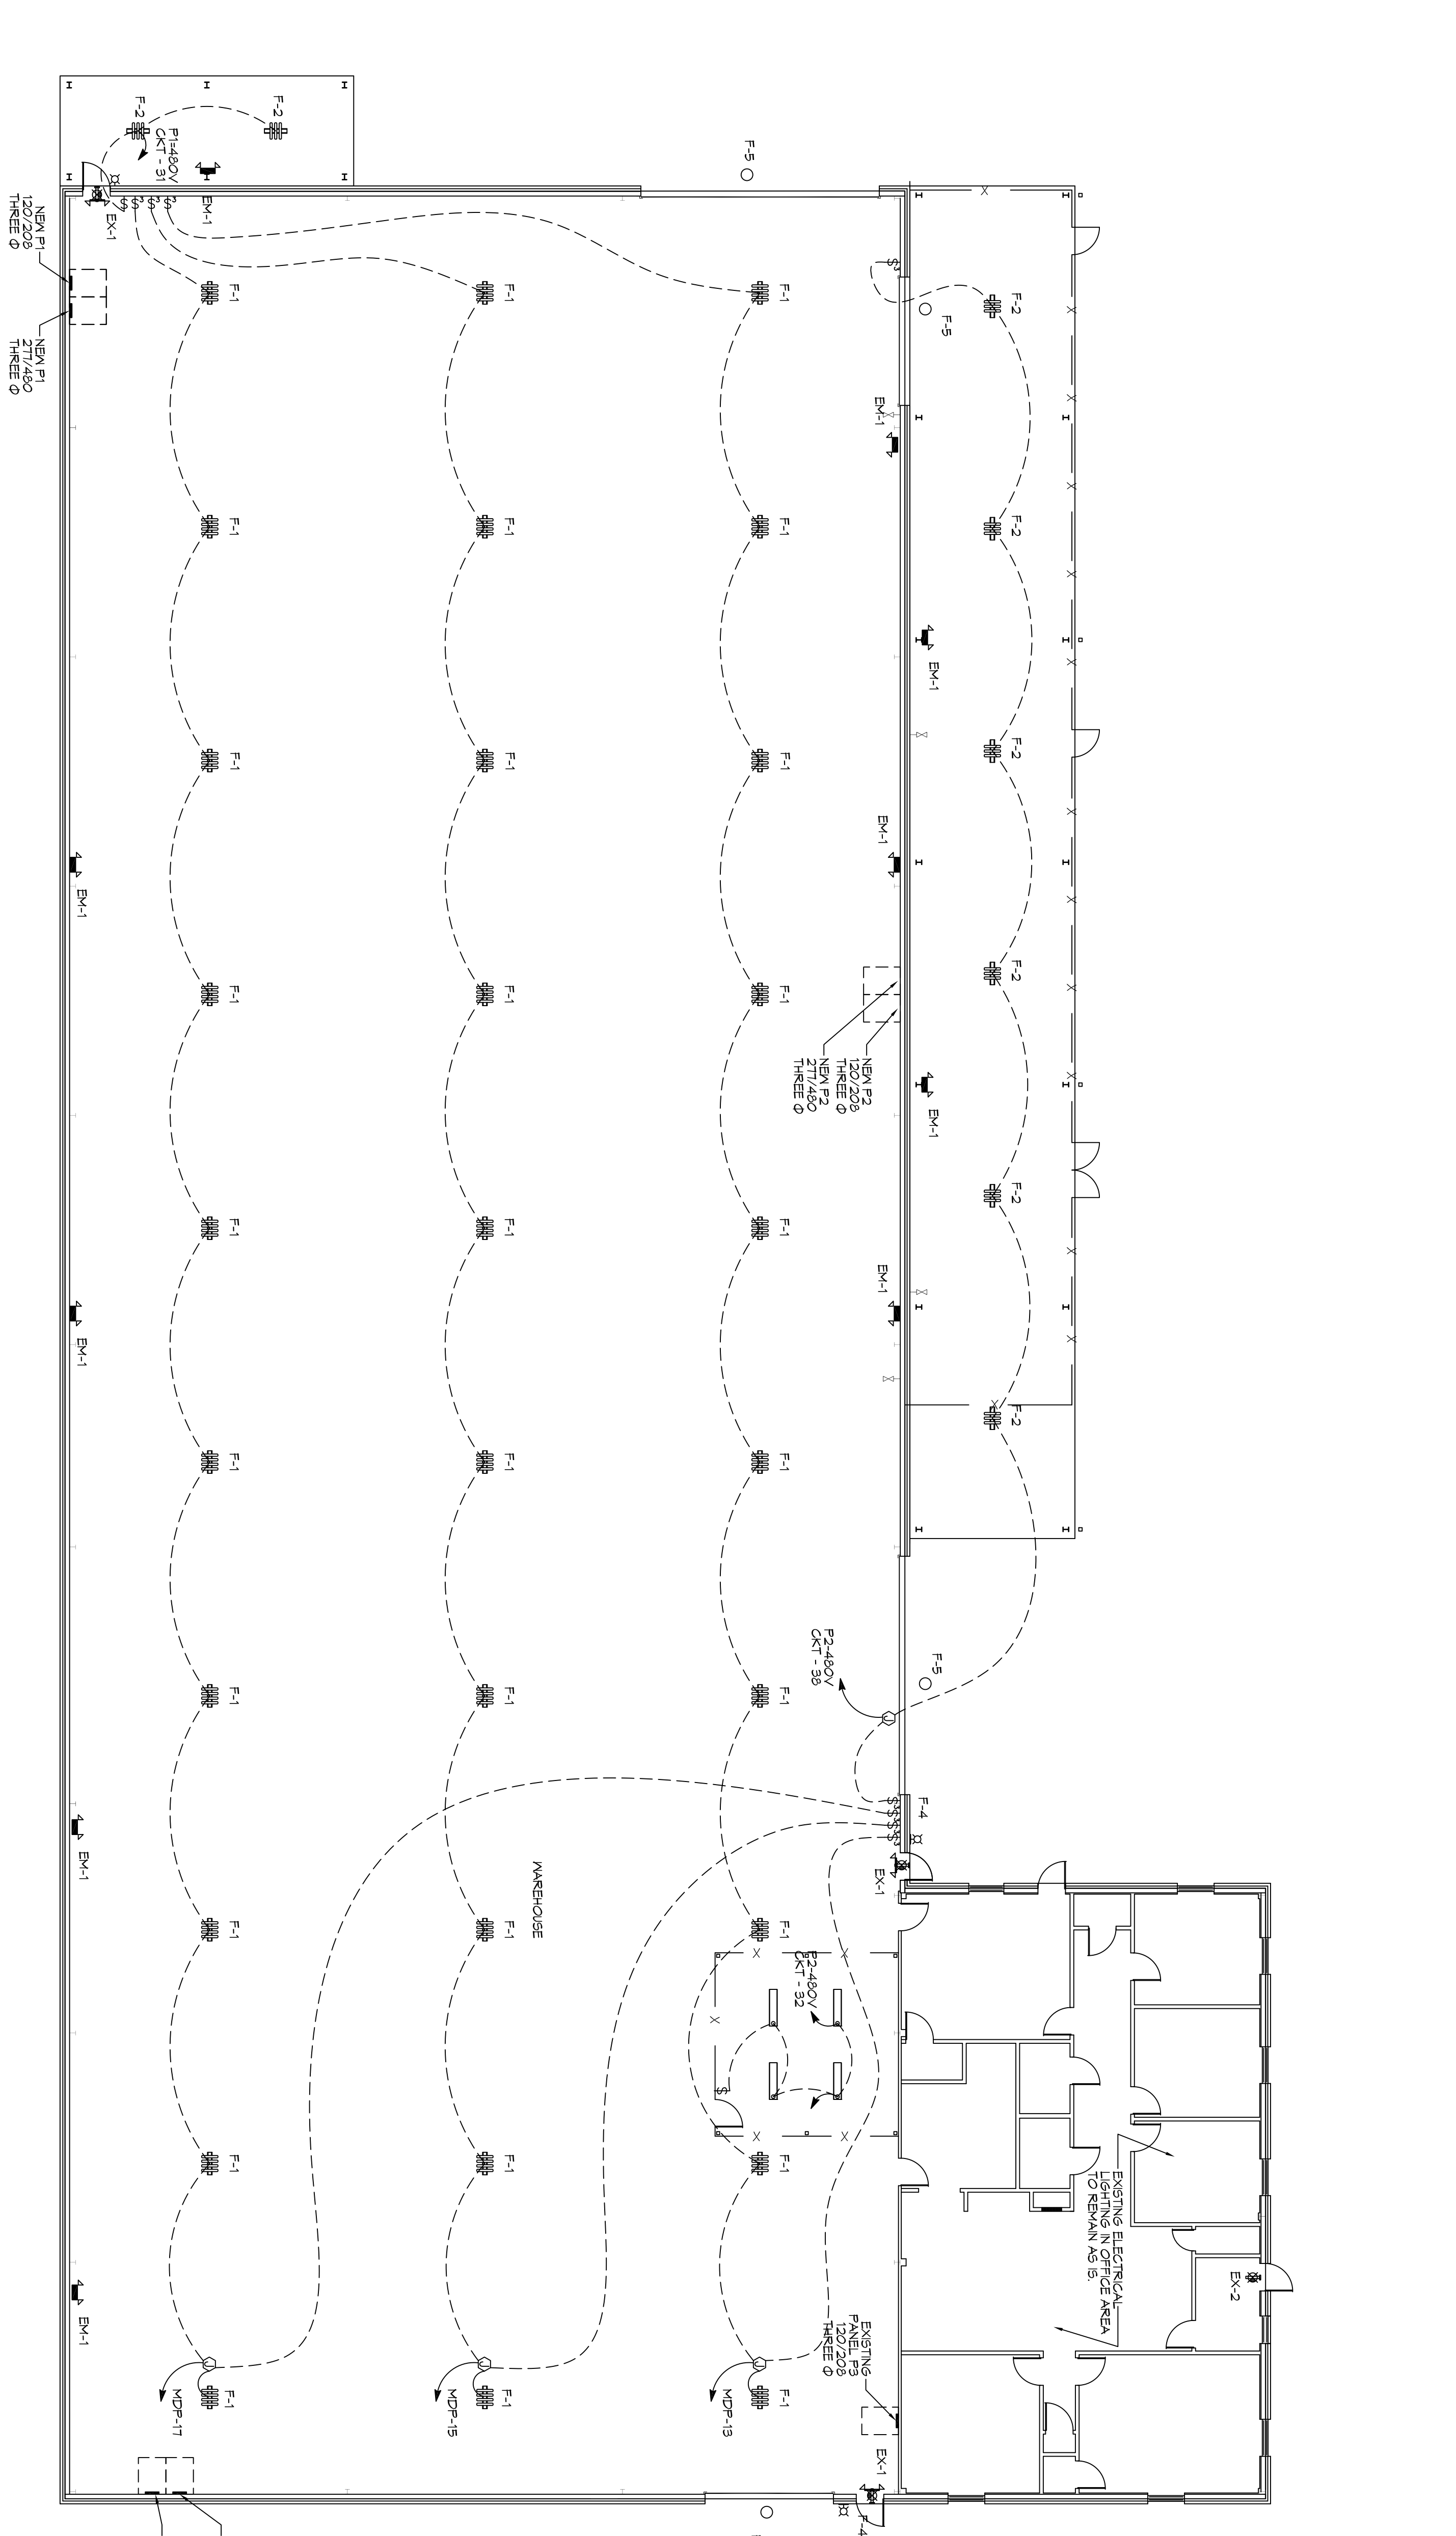 EX-2
EXISTING ELECTRICAL
LIGHTING IN OFFICE AREA
TO REMAIN AS IS.
F-2
F-2
F-2
F-2
F-2
F-2
F-5
EM-1
EM-1
F-5
F-4
EM-1
EM-1
EM-1
EX-1
EX-1
F-4
NEW P2
120/208
THREE Φ
NEW P2
277/480
THREE Φ
P2-480V
CKT - 38
EXISTING
PANEL P3
120/208
THREE Φ
P2-480V
CKT - 32
F-5
F-1
F-1
F-1
F-1
F-1
F-1
F-1
F-1
F-1
F-1
MDP-13
WAREHOUSE
F-1
F-1
F-1
F-1
F-1
F-1
F-1
F-1
F-1
F-1
MDP-15
F-2
F-1
F-1
F-1
F-1
F-1
F-1
F-1
F-1
F-1
F-1
EM-1
MDP-17
P1=480V
CKT - 31
F-2
EX-1
EM-1
EM-1
EM-1
EM-1
NEW P1
120/208
THREE Φ
NEW P1
277/480
THREE Φ